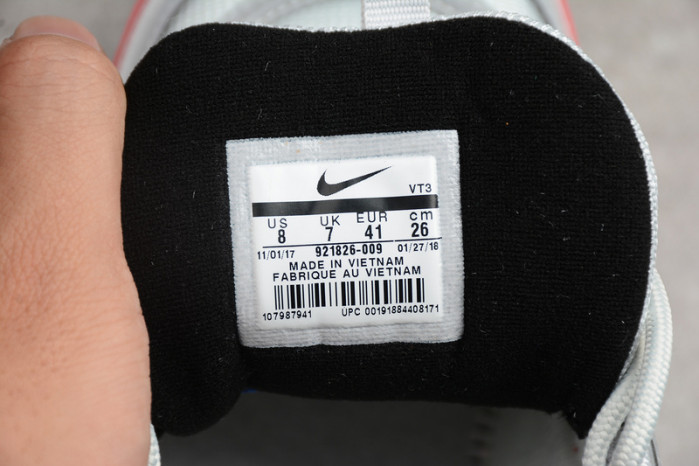 VT3
US UK EUR cm
8 7 41 26
11/01/17 921826-009 01/27/18
MADE IN VIETNAM
FABRIQUE AU VIETNAM
107987941 UPC 00191884408171